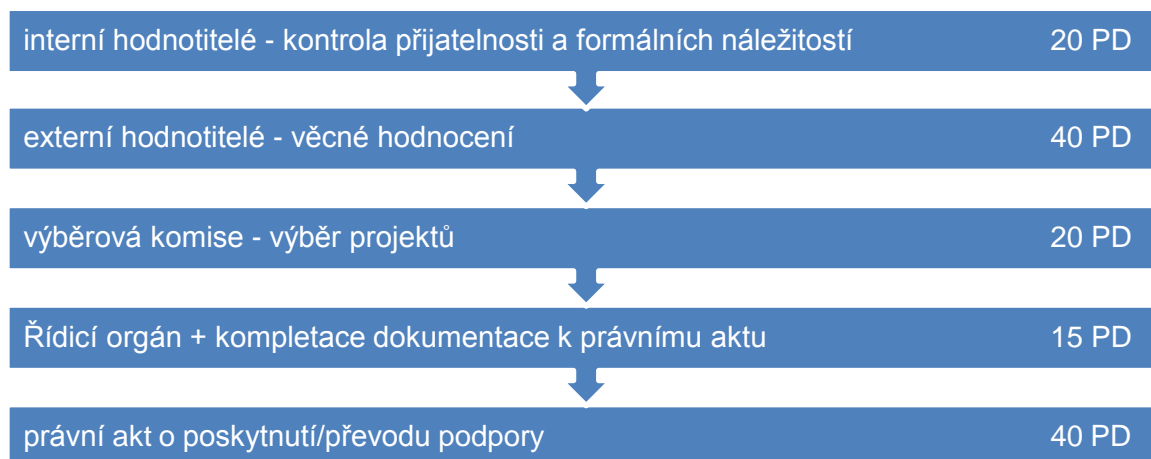 interní hodnotitelé - kontrola přijatelnosti a formálních náležitostí 20 PD
externí hodnotitelé - věcné hodnocení 40 PD
výběrová komise - výběr projektů 20 PD
Řídicí orgán + kompletace dokumentace k právnímu aktu 15 PD
právní akt o poskytnutí/převodu podpory 40 PD